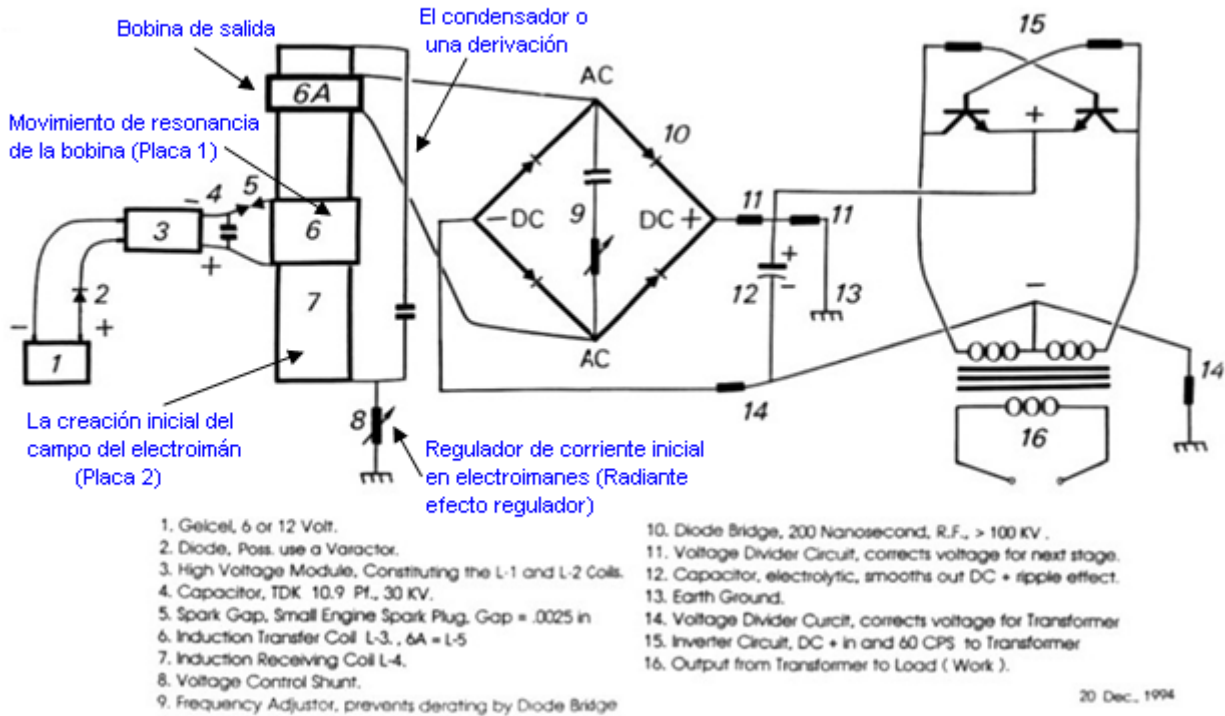 Bobina de salida
El condensador o
una derivación
15
6A
AC
10
+
Movimiento de resonancia
de la bobina (Placa 1)
4
5
-
3
+
6
- DC
9
DC +
11
11
2
7
+
12
-
13
-
- +
1
AC
14
14
La creación inicial del
campo del electroimán
(Placa 2)
8
Regulador de corriente inicial
en electroimanes (Radiante
efecto regulador)
16
1. Gelcel, 6 or 12 Volt.
2. Diode, Poss. use a Varactor.
3. High Voltage Module, Constituting the L-1 and L-2 Coils.
4. Capacitor, TDK 10.9 Pf., 30 KV.
5. Spark Gap, Small Engine Spark Plug, Gap = .0025 in
6. Induction Transfer Coil L-3. , 6A = L-5
7. Induction Receiving Coil L-4.
8. Voltage Control Shunt.
9. Frequency Adjustor, prevents derating by Diode Bridge
10. Diode Bridge, 200 Nanosecond, R.F., > 100 KV .
11. Voltage Divider Circuit, corrects voltage for next stage.
12. Capacitor, electrolytic, smooths out DC + ripple effect.
13. Earth Ground.
14. Voltage Divider Curcit, corrects voltage for Transformer
15. Inverter Circuit, DC + in and 60 CPS to Transformer
16. Output from Transformer to Load ( Work ).
20 Dec., 1994